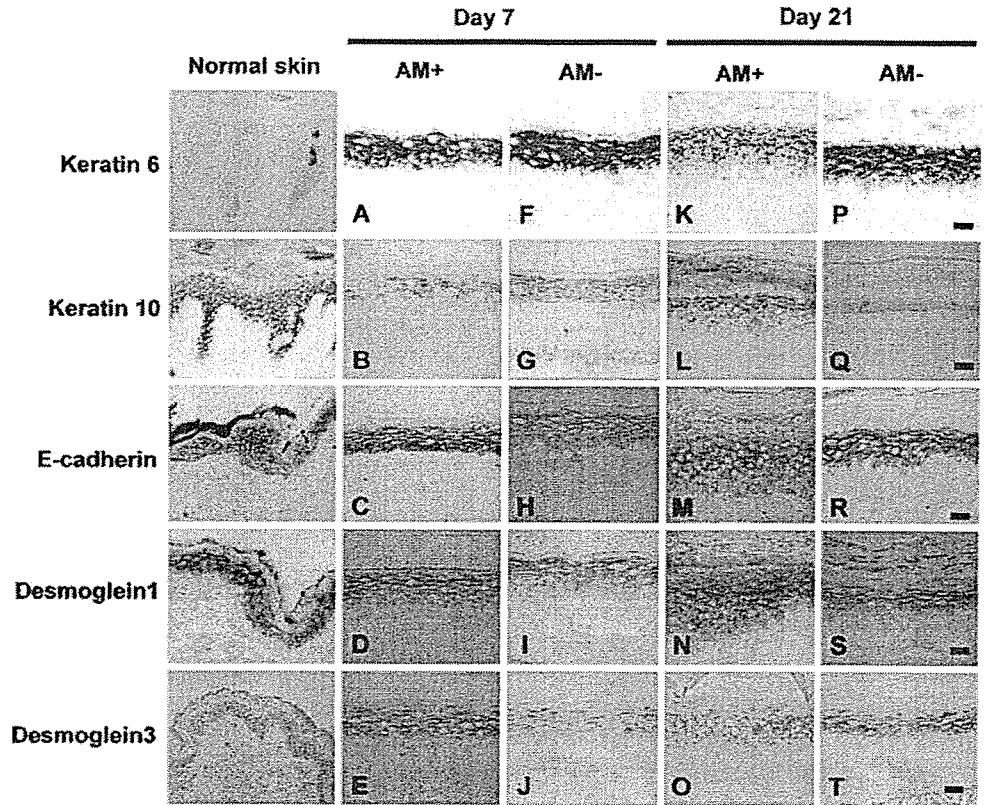 Day 7 Day 21
Normal skin AM+ AM- AM+ AM-
Keratin 6 A F K P
Keratin 10 B G L Q
E-cadherin C H M R
Desmoglein1 D I N S
Desmoglein3 E J O T